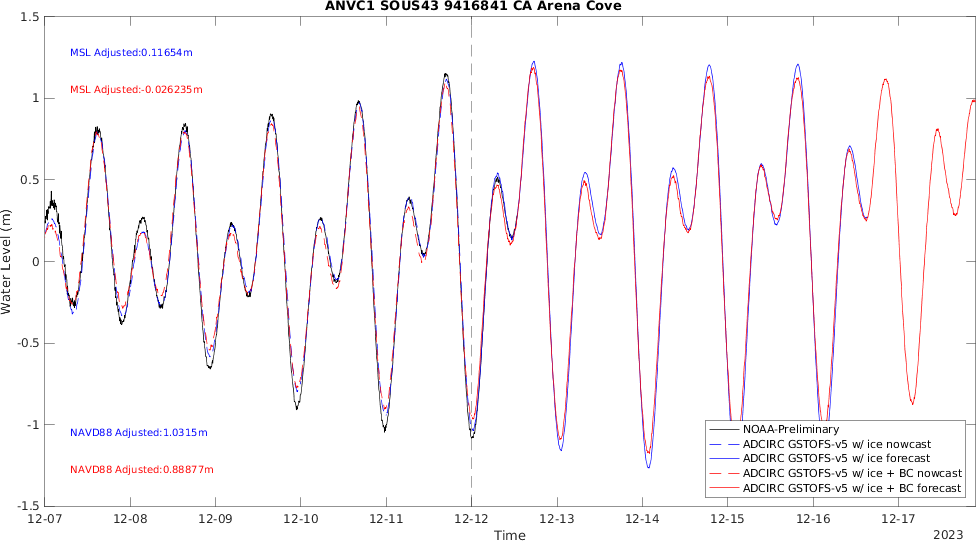 ANVC1 SOUS43 9416841 CA Arena Cove
1.5
MSL Adjusted:0.11654m
MSL Adjusted:-0.026235m
1
0.5
0
-0.5
-1
-1.5
Water Level (m)
NAVD88 Adjusted:1.0315m
NAVD88 Adjusted:0.88877m
NOAA-Preliminary
ADCIRC GSTOFS-v5 w/ ice nowcast
ADCIRC GSTOFS-v5 w/ ice forecast
ADCIRC GSTOFS-v5 w/ ice + BC nowcast
ADCIRC GSTOFS-v5 w/ ice + BC forecast
12-07 12-08 12-09 12-10 12-11 12-12 12-13 12-14 12-15 12-16 12-17
Time
2023